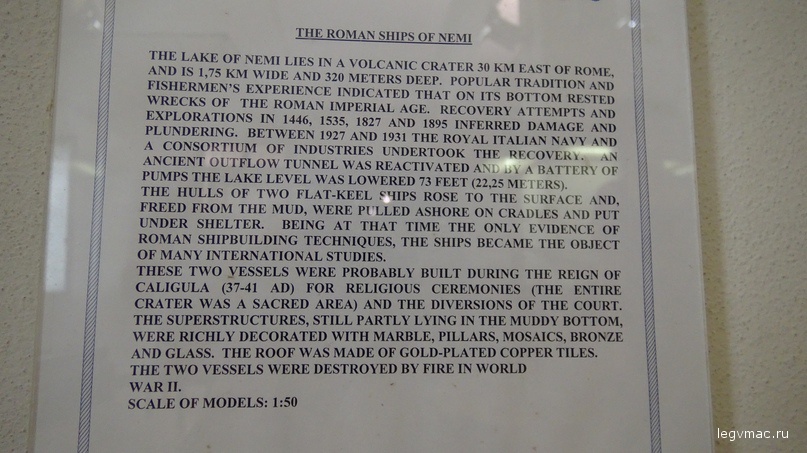 THE ROMAN SHIPS OF NEMI
THE LAKE OF NEMI LIES IN A VOLCANIC CRATER 30 KM EAST OF ROME,
AND IS 1,75 KM WIDE AND 320 METERS DEEP. POPULAR TRADITION AND
FISHERMEN'S EXPERIENCE INDICATED THAT ON ITS BOTTOM RESTED
WRECKS OF THE ROMAN IMPERIAL AGE. RECOVERY ATTEMPTS AND
EXPLORATIONS IN 1446, 1535, 1827 AND 1895 INFERRED DAMAGE AND
PLUNDERING. BETWEEN 1927 AND 1931 THE ROYAL ITALIAN NAVY AND
A CONSORTIUM OF INDUSTRIES UNDERTOOK THE RECOVERY. AN
ANCIENT OUTFLOW TUNNEL WAS REACTIVATED AND BY A BATTERY OF
PUMPS THE LAKE LEVEL WAS LOWERED 73 FEET (22,25 METERS).
THE HULLS OF TWO FLAT-KEEL SHIPS ROSE TO THE SURFACE AND,
FREED FROM THE MUD, WERE PULLED ASHORE ON CRADLES AND PUT
UNDER SHELTER. BEING AT THAT TIME THE ONLY EVIDENCE OF
ROMAN SHIPBUILDING TECHNIQUES, THE SHIPS BECAME THE OBJECT
OF MANY INTERNATIONAL STUDIES.
THESE TWO VESSELS WERE PROBABLY BUILT DURING THE REIGN OF
CALIGULA (37-41 AD) FOR RELIGIOUS CEREMONIES (THE ENTIRE
CRATER WAS A SACRED AREA) AND THE DIVERSIONS OF THE COURT.
THE SUPERSTRUCTURES, STILL PARTLY LYING IN THE MUDDY BOTTOM,
WERE RICHLY DECORATED WITH MARBLE, PILLARS, MOSAICS, BRONZE
AND GLASS. THE ROOF WAS MADE OF GOLD-PLATED COPPER TILES.
THE TWO VESSELS WERE DESTROYED BY FIRE IN WORLD
WAR II.
SCALE OF MODELS: 1:50
legvmac.ru